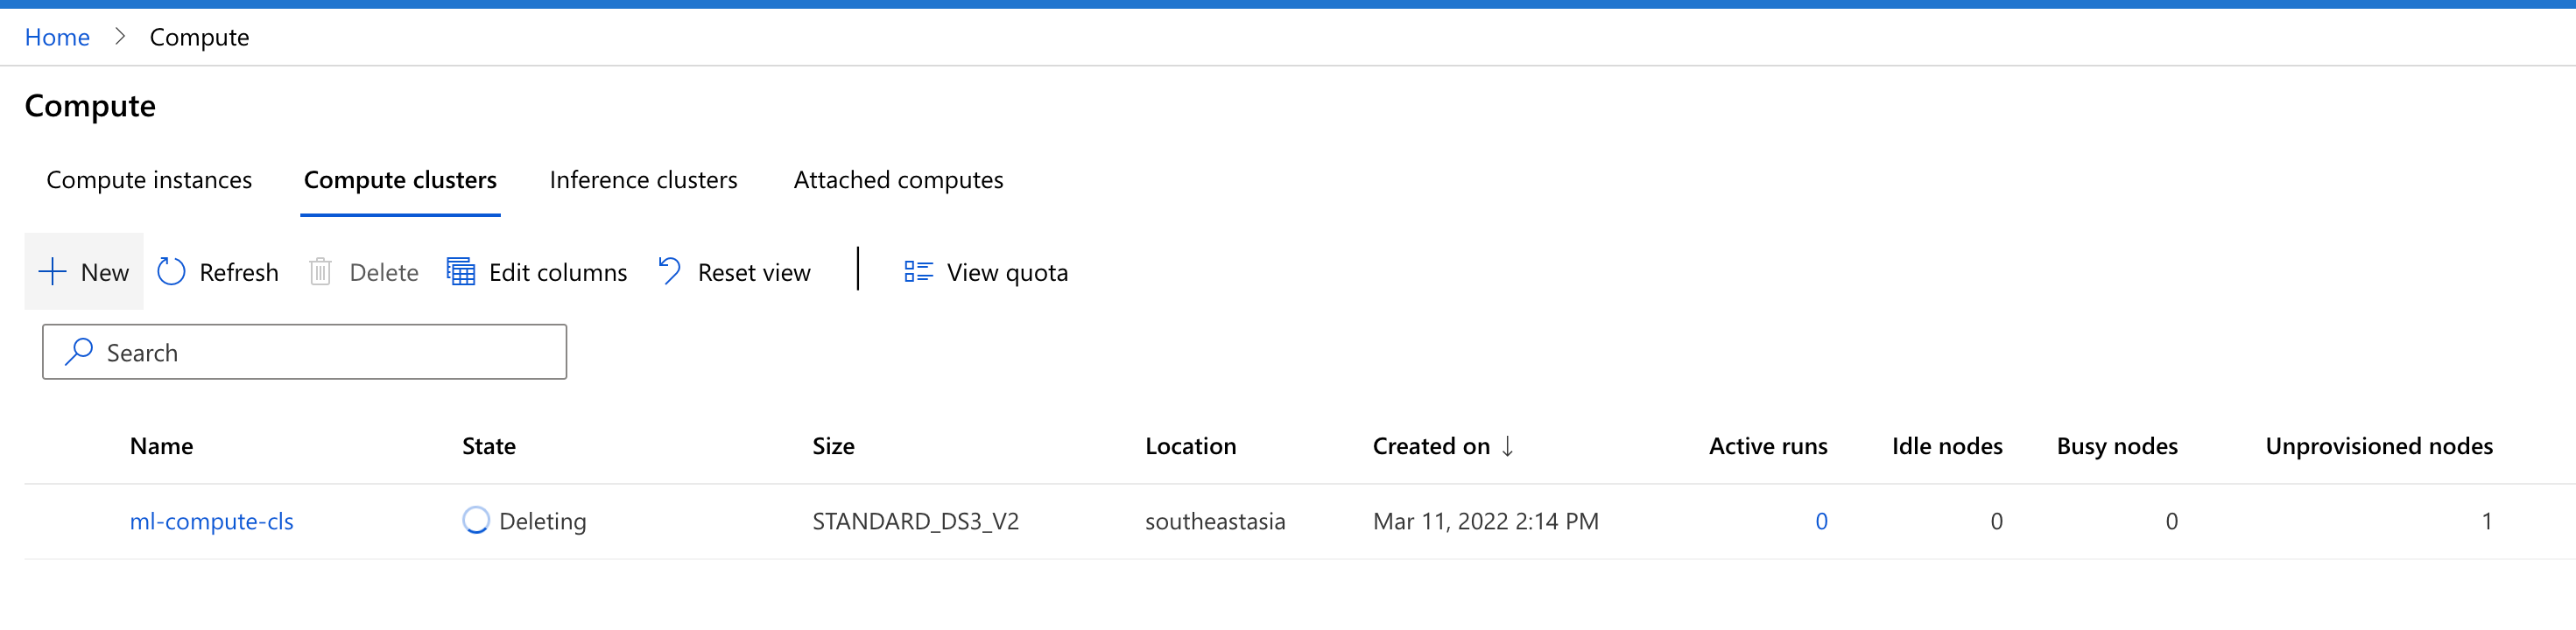 Home > Compute
Compute
Compute instances Compute clusters Inference clusters Attached computes
New Refresh Delete Edit columns Reset view View quota
Search
Name State Size Location Created on ↓ Active runs Idle nodes Busy nodes Unprovisioned nodes
ml-compute-cls Deleting STANDARD_DS3_V2 southeastasia Mar 11, 2022 2:14 PM 0 0 0 1